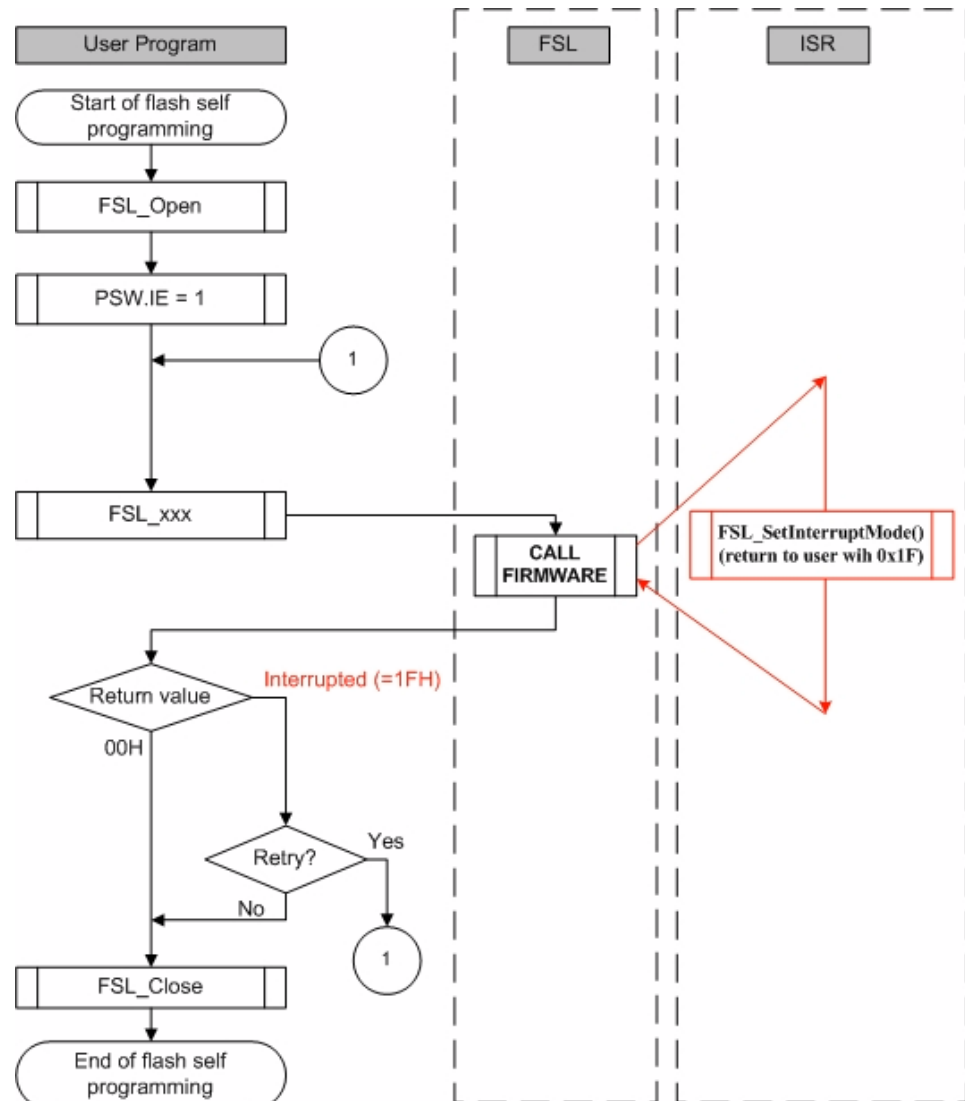 User Program
FSL
ISR
Start of flash self
programming
FSL_Open
PSW.IE = 1
1
FSL_xxx
CALL
FIRMWARE
FSL_SetInterruptMode()
(return to user wih 0x1F)
Return value
Interrupted (=1FH)
00H
Retry?
Yes
No
1
FSL_Close
End of flash self
programming